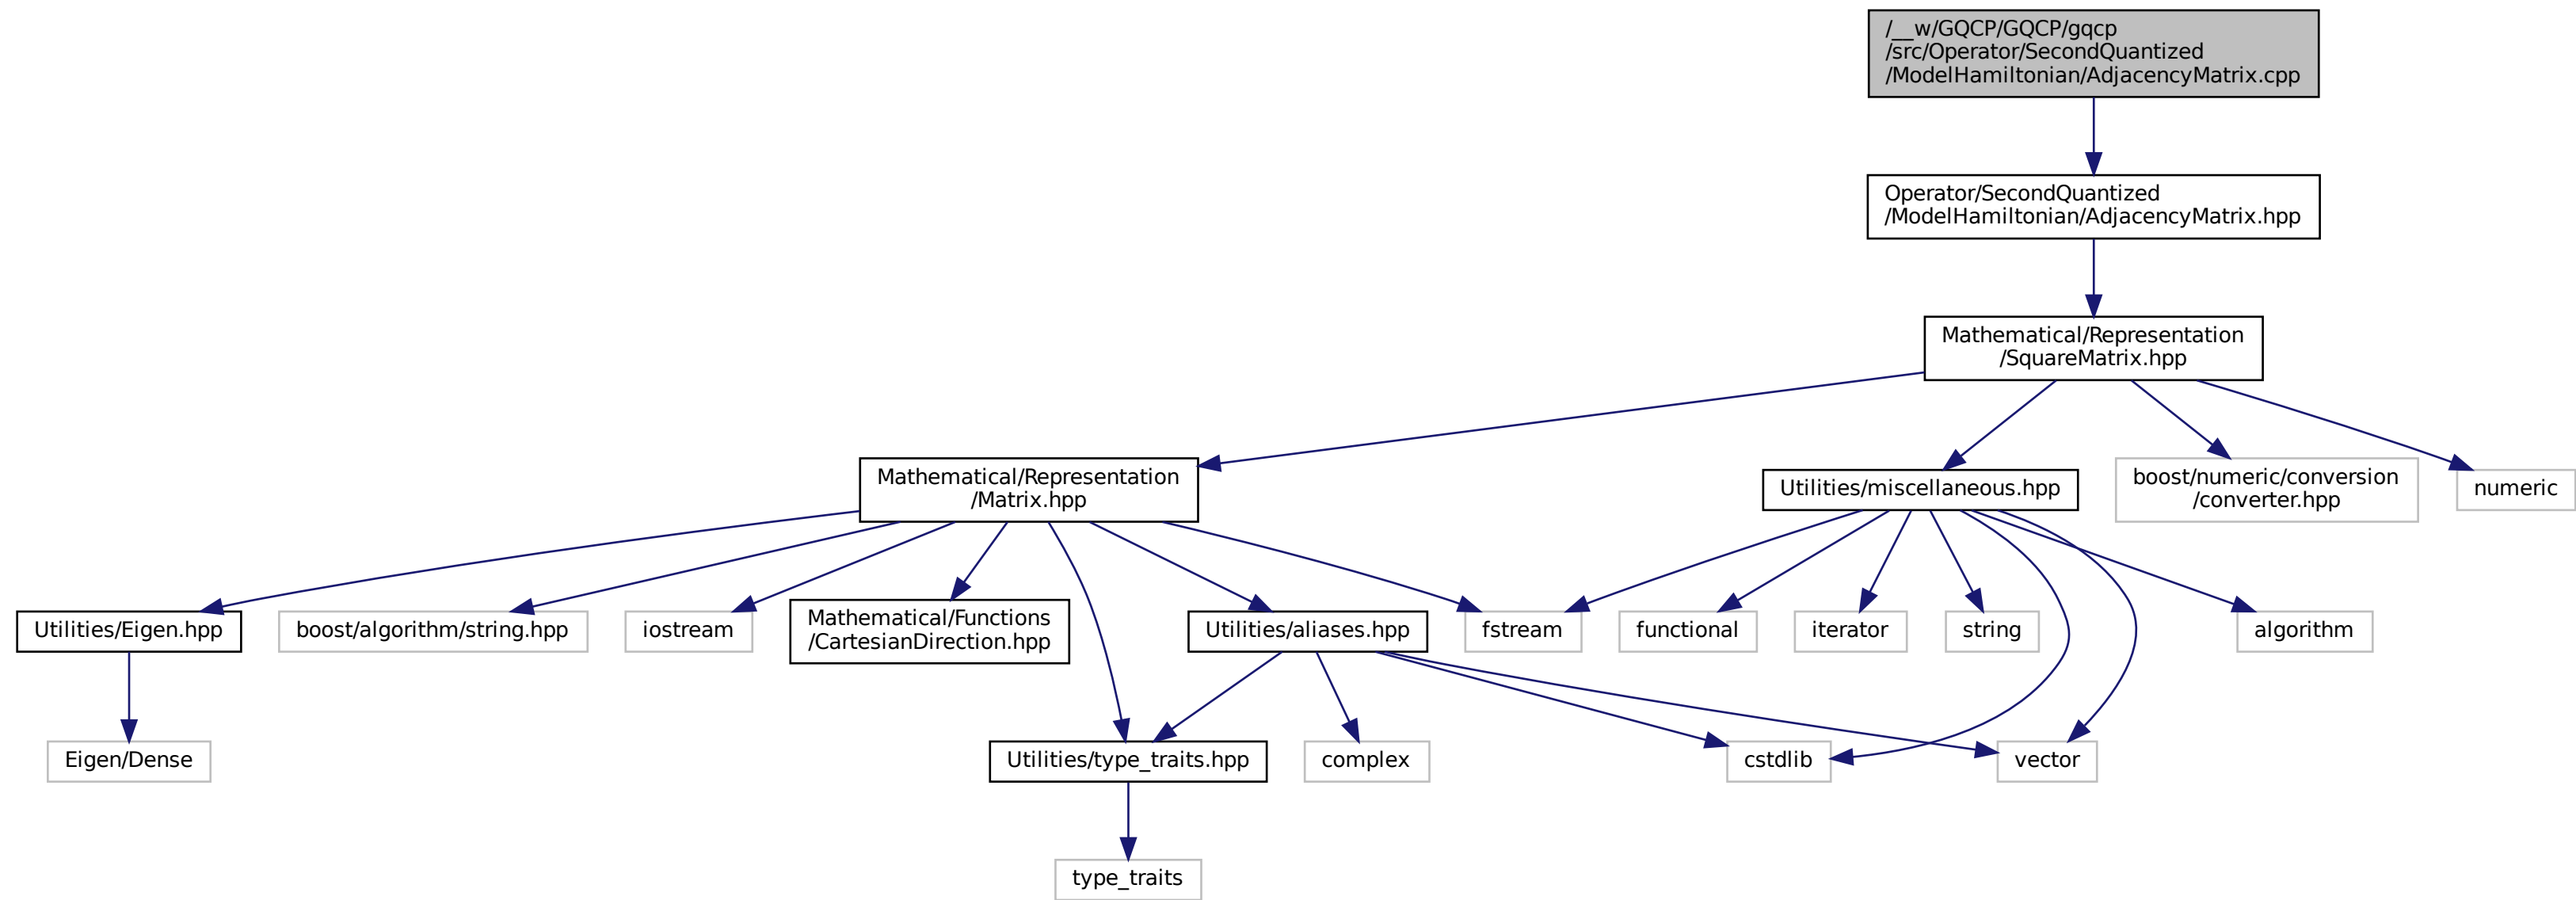 /__w/GQCP/GQCP/gqcp
/src/Operator/SecondQuantized
/ModelHamiltonian/AdjacencyMatrix.cpp
Operator/SecondQuantized
/ModelHamiltonian/AdjacencyMatrix.hpp
Mathematical/Representation
/SquareMatrix.hpp
Mathematical/Representation
/Matrix.hpp
Utilities/miscellaneous.hpp
boost/numeric/conversion
/converter.hpp
numeric
Utilities/Eigen.hpp
boost/algorithm/string.hpp
iostream
Mathematical/Functions
/CartesianDirection.hpp
Utilities/aliases.hpp
fstream
functional
iterator
string
algorithm
Eigen/Dense
Utilities/type_traits.hpp
complex
cstdlib
vector
type_traits